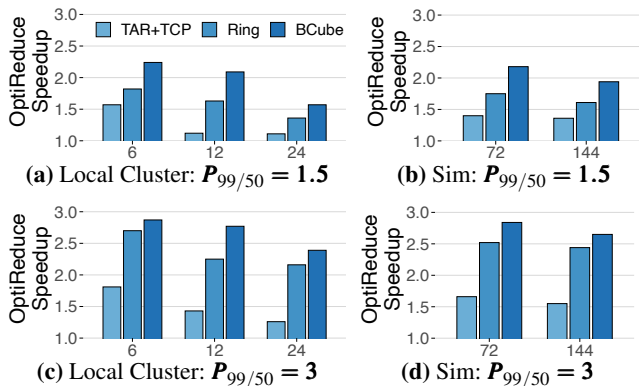 TAR+TCP Ring BCube
OptiReduce
Speedup
3.0
2.5
2.0
1.5
1.0
6 12 24
(a) Local Cluster: P99/50 = 1.5
OptiReduce
Speedup
3.0
2.5
2.0
1.5
1.0
72 144
(b) Sim: P99/50 = 1.5
OptiReduce
Speedup
3.0
2.5
2.0
1.5
1.0
6 12 24
(c) Local Cluster: P99/50 = 3
OptiReduce
Speedup
3.0
2.5
2.0
1.5
1.0
72 144
(d) Sim: P99/50 = 3